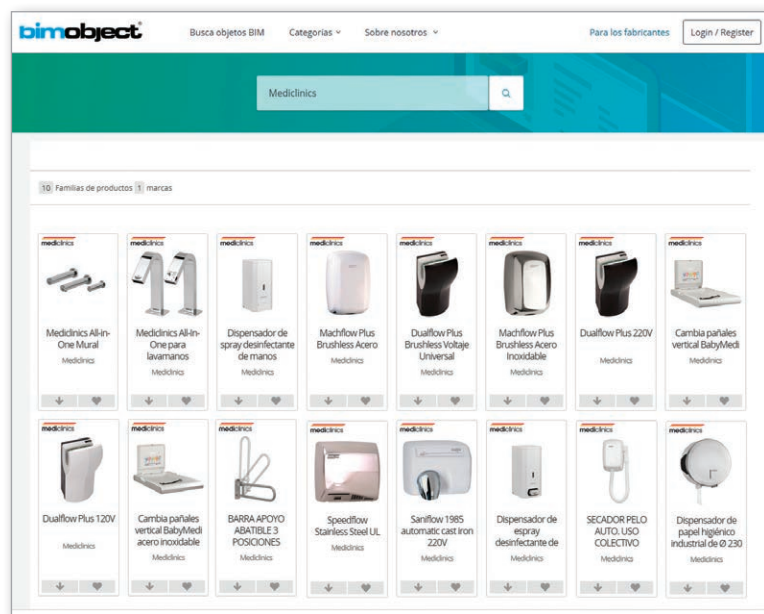 bimobject®
Busca objetos BIM
Categorías
Sobre nosotros
Para los fabricantes
Login / Register
Mediclinics
10 Familias de productos 1 marcas
mediclinics
Mediclinics All-in-
One Mural
Mediclinics
mediclinics
Mediclinics All-in-
One para
lavamanos
Mediclinics
mediclinics
Dispensador de
spray desinfectante
de manos
Mediclinics
mediclinics
Machflow Plus
Brushless Acero
Mediclinics
mediclinics
Dualflow Plus
Brushless Voltaje
Universal
Mediclinics
mediclinics
Machflow Plus
Brushless Acero
Inoxidable
Mediclinics
mediclinics
Dualflow Plus 220V
Mediclinics
mediclinics
Cambia pañales
vertical BabyMedi
Mediclinics
mediclinics
Dualflow Plus 120V
Mediclinics
mediclinics
Cambia pañales
vertical BabyMedi
acero inoxidable
Mediclinics
mediclinics
BARRA APOYO
ABATIBLE 3
POSICIONES
Mediclinics
mediclinics
Speedflow
Stainless Steel UL
Mediclinics
mediclinics
Saniflow 1985
automatic cast iron
220V
Mediclinics
mediclinics
Dispensador de
espray
desinfectante de
Mediclinics
mediclinics
SECADOR PELO
AUTO. USO
COLECTIVO
Mediclinics
mediclinics
Dispensador de
papel higiénico
industrial de Ø 230
Mediclinics